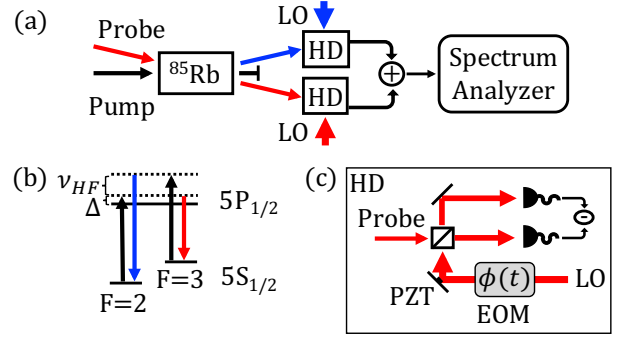 (a)
Probe
Pump
⁸⁵Rb
LO
HD
HD
LO
+
Spectrum
Analyzer
(b)
ν_HF
Δ
5P₁/₂
F=3
F=2
5S₁/₂
(c)
HD
Probe
PZT
ϕ(t)
EOM
LO